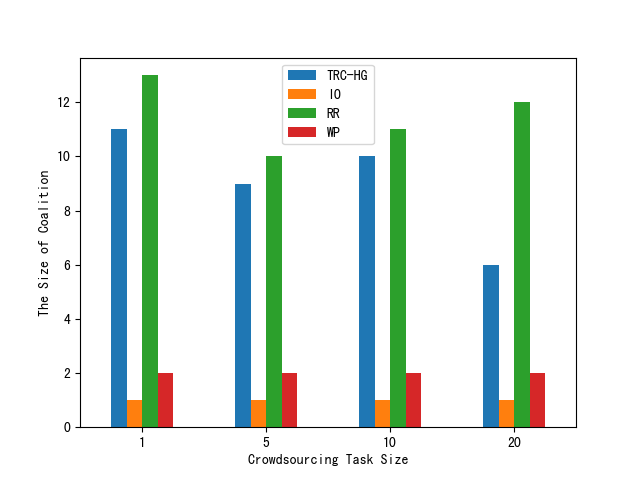 TRC-HG
IO
RR
WP
12
10
8
6
4
2
0
The Size of Coalition
1 5 10 20
Crowdsourcing Task Size